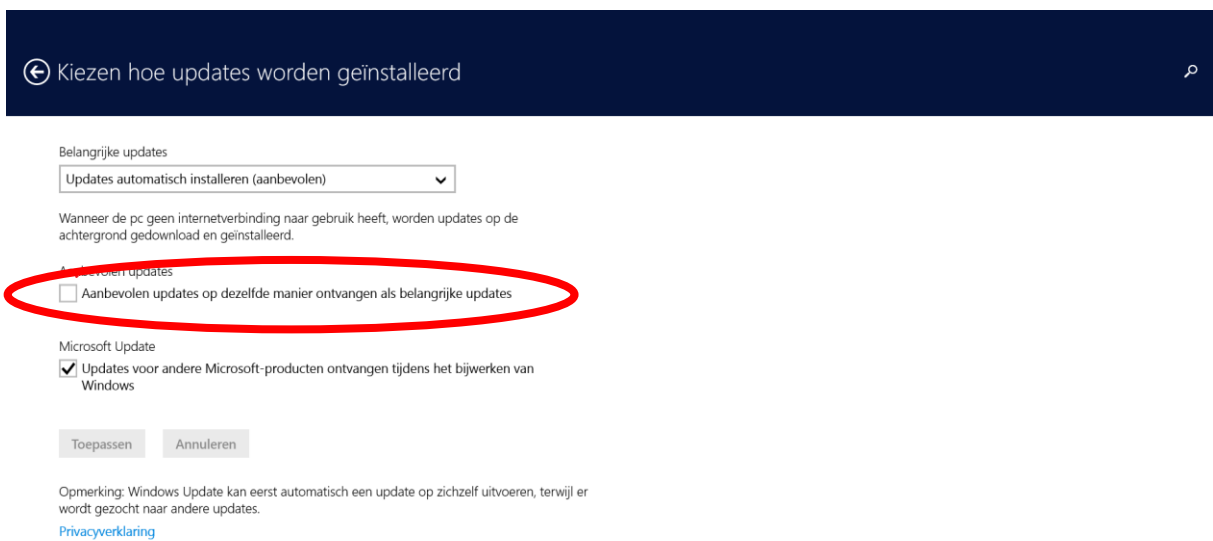 Kiezen hoe updates worden geïnstalleerd
Belangrijke updates
Updates automatisch installeren (aanbevolen)
Wanneer de pc geen internetverbinding naar gebruik heeft, worden updates op de
achtergrond gedownload en geïnstalleerd.
Aanbevolen updates
Aanbevolen updates op dezelfde manier ontvangen als belangrijke updates
Microsoft Update
Updates voor andere Microsoft-producten ontvangen tijdens het bijwerken van
Windows
Toepassen Annuleren
Opmerking: Windows Update kan eerst automatisch een update op zichzelf uitvoeren, terwijl er
wordt gezocht naar andere updates.
Privacyverklaring